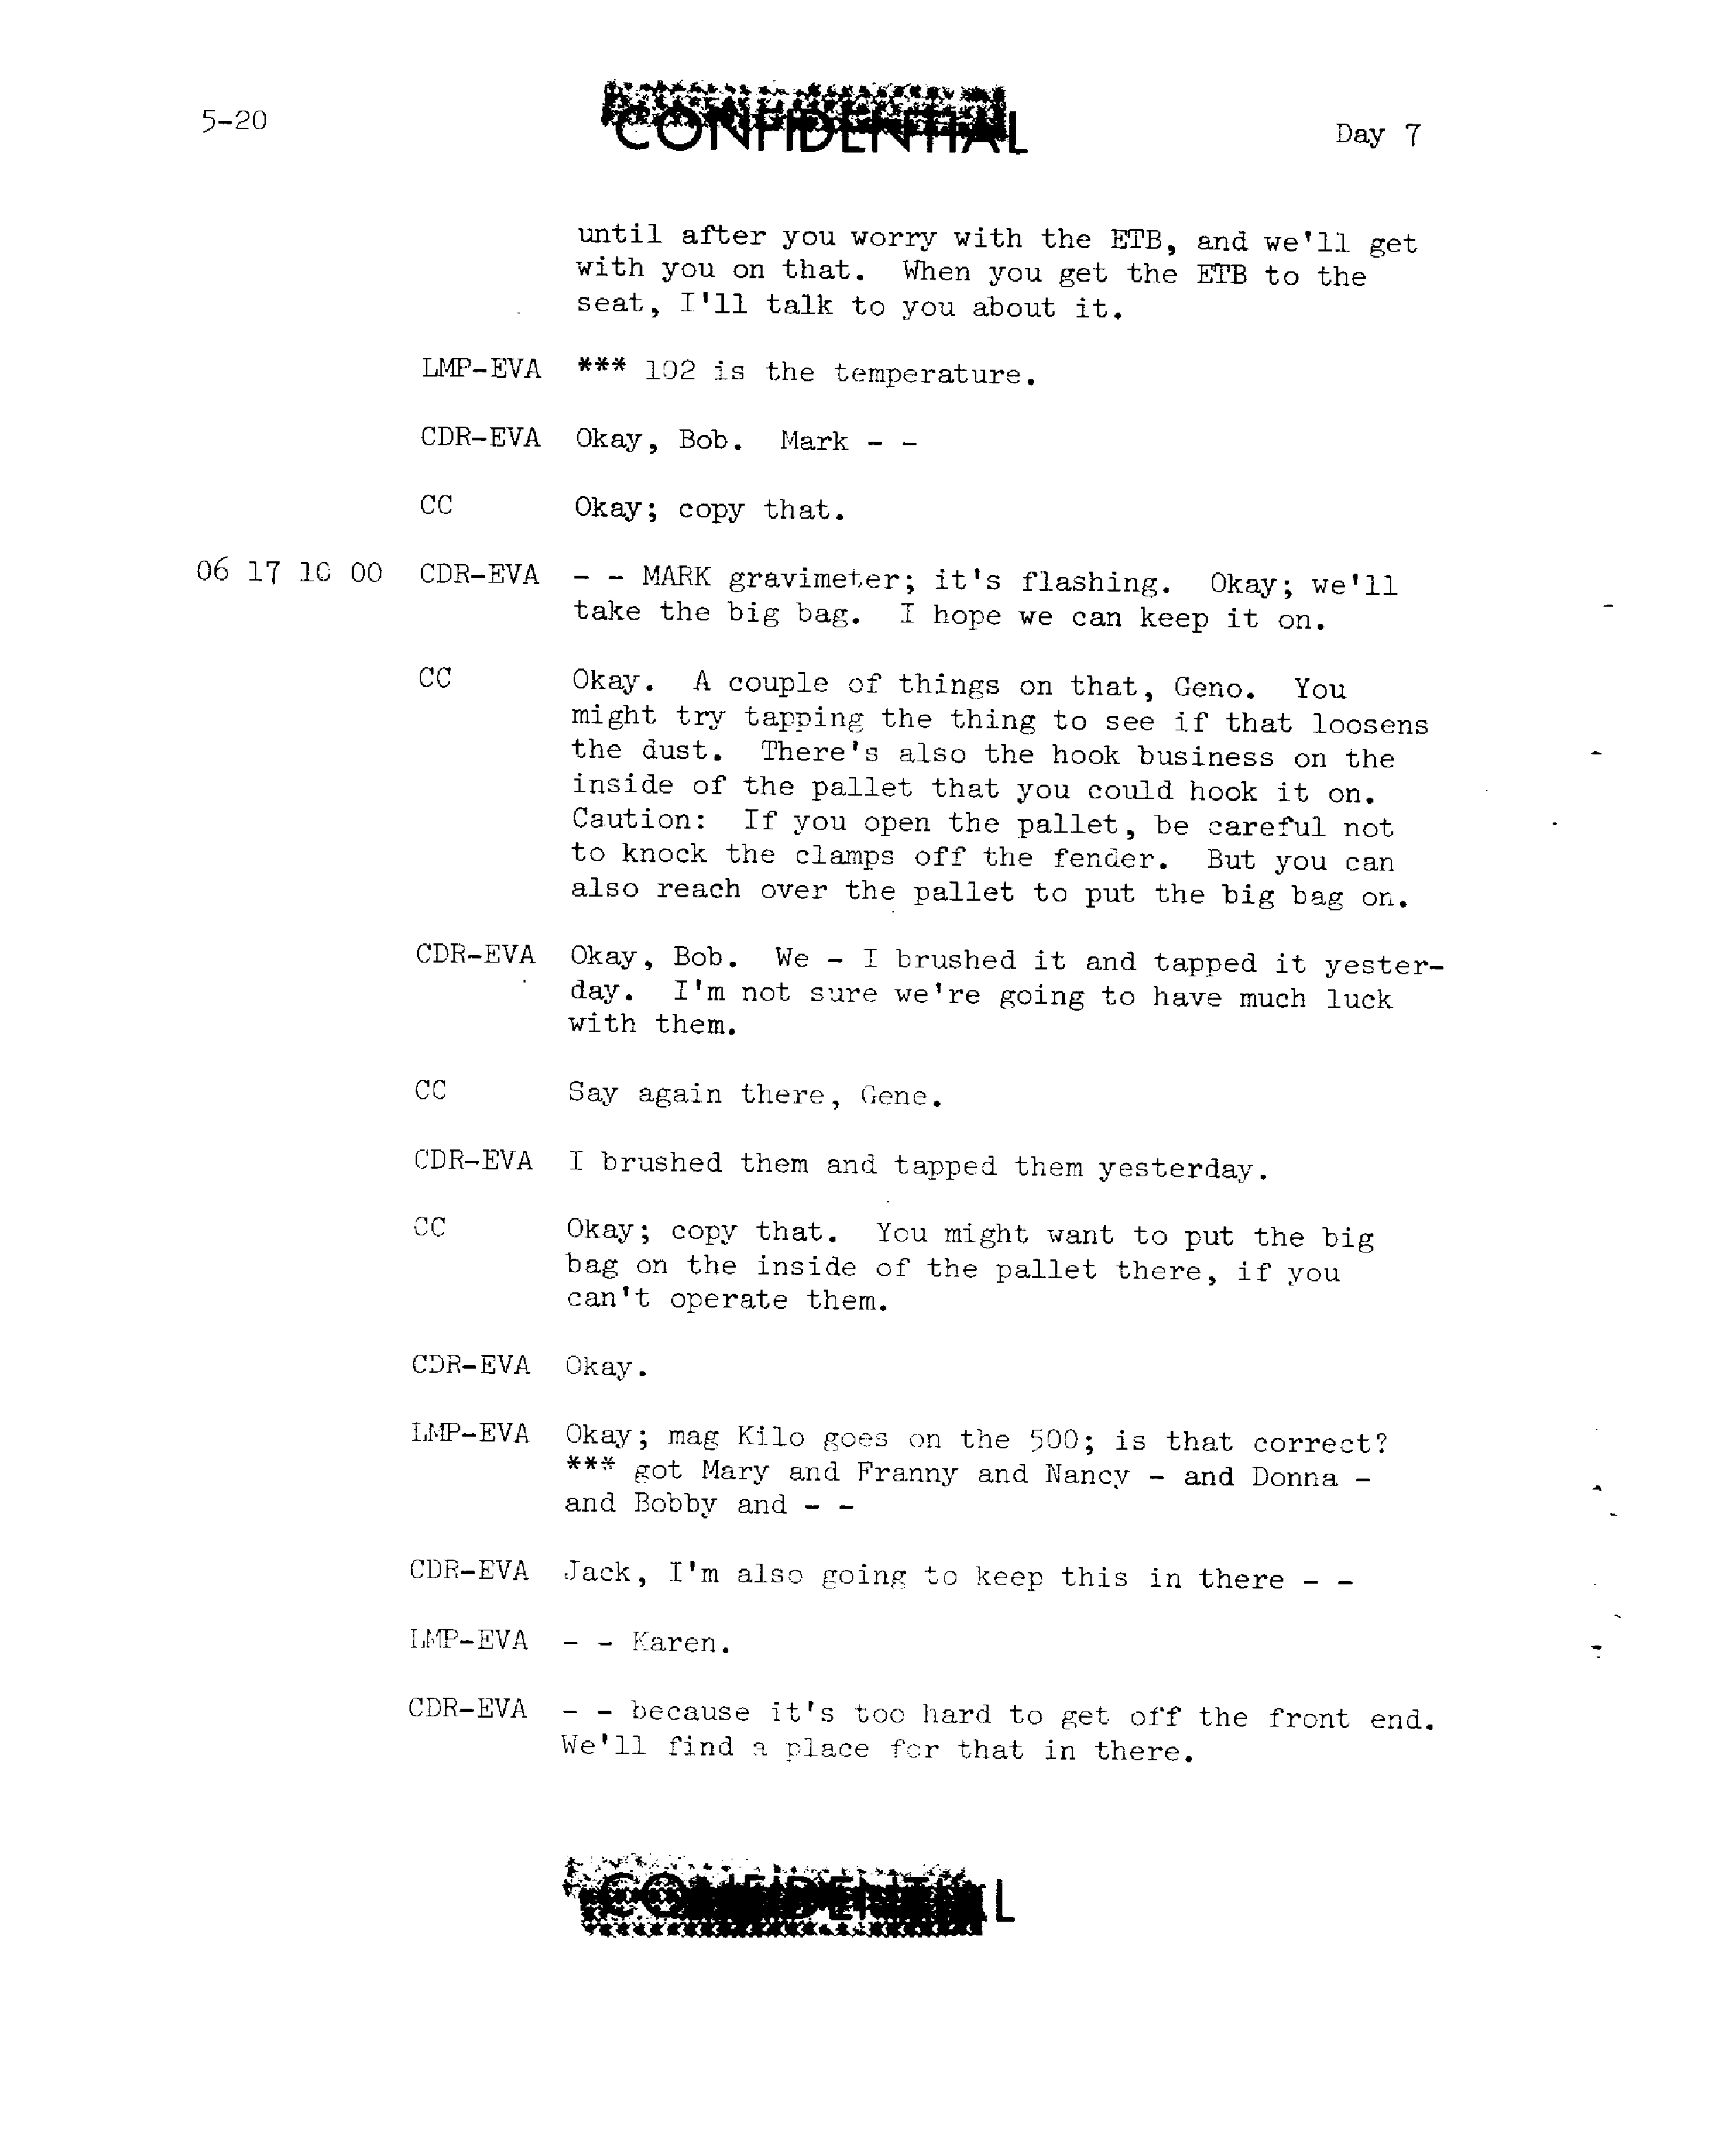 5-20
CONFIDENTIAL
Day 7
until after you worry with the ETB, and we'll get
with you on that. When you get the ETB to the
seat, I'll talk to you about it.
LMP-EVA *** 102 is the temperature.
CDR-EVA Okay, Bob. Mark - -
CC Okay; copy that.
06 17 10 00 CDR-EVA - - MARK gravimeter; it's flashing. Okay; we'll
take the big bag. I hope we can keep it on.
CC Okay. A couple of things on that, Geno. You
might try tapping the thing to see if that loosens
the dust. There's also the hook business on the
inside of the pallet that you could hook it on.
Caution: If you open the pallet, be careful not
to knock the clamps off the fender. But you can
also reach over the pallet to put the big bag on.
CDR-EVA Okay, Bob. We - I brushed it and tapped it yester-
day. I'm not sure we're going to have much luck
with them.
CC Say again there, Gene.
CDR-EVA I brushed them and tapped them yesterday.
CC Okay; copy that. You might want to put the big
bag on the inside of the pallet there, if you
can't operate them.
CDR-EVA Okay.
LMP-EVA Okay; mag Kilo goes on the 500; is that correct?
*** got Mary and Franny and Nancy - and Donna -
and Bobby and - -
CDR-EVA Jack, I'm also going to keep this in there - -
LMP-EVA - - Karen.
CDR-EVA - - because it's too hard to get off the front end.
We'll find a place for that in there.
CONFIDENTIAL